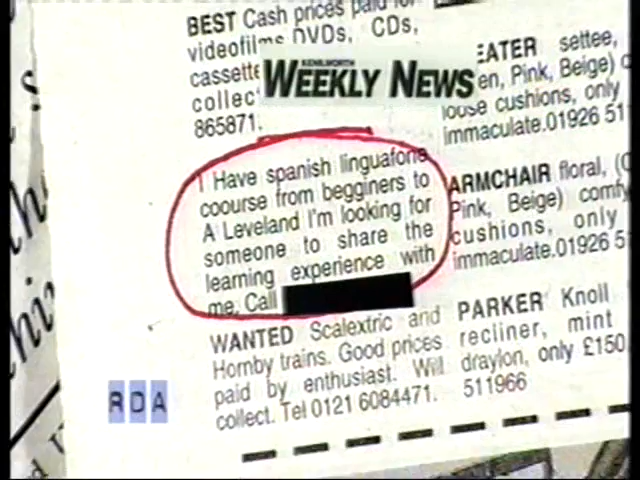 BEST Cash prices paid for
videofilms DVDs, CDs,
cassette
collec
865871.
KENILWORTH
WEEKLY NEWS
EATER settee,
en, Pink, Beige)
loose cushions, only
immaculate.01926 51
I Have spanish linguafone
coourse from begginers to
A Leveland I'm looking for
someone to share the
learning experience with
me. Call
ARMCHAIR floral, (
Pink, Beige) comfy
cushions, only
immaculate.01926 5
WANTED Scalextric and
Hornby trains. Good prices
paid by enthusiast. Will
collect. Tel 0121 6084471.
PARKER Knoll
recliner, mint
draylon, only £150
511966
RDA